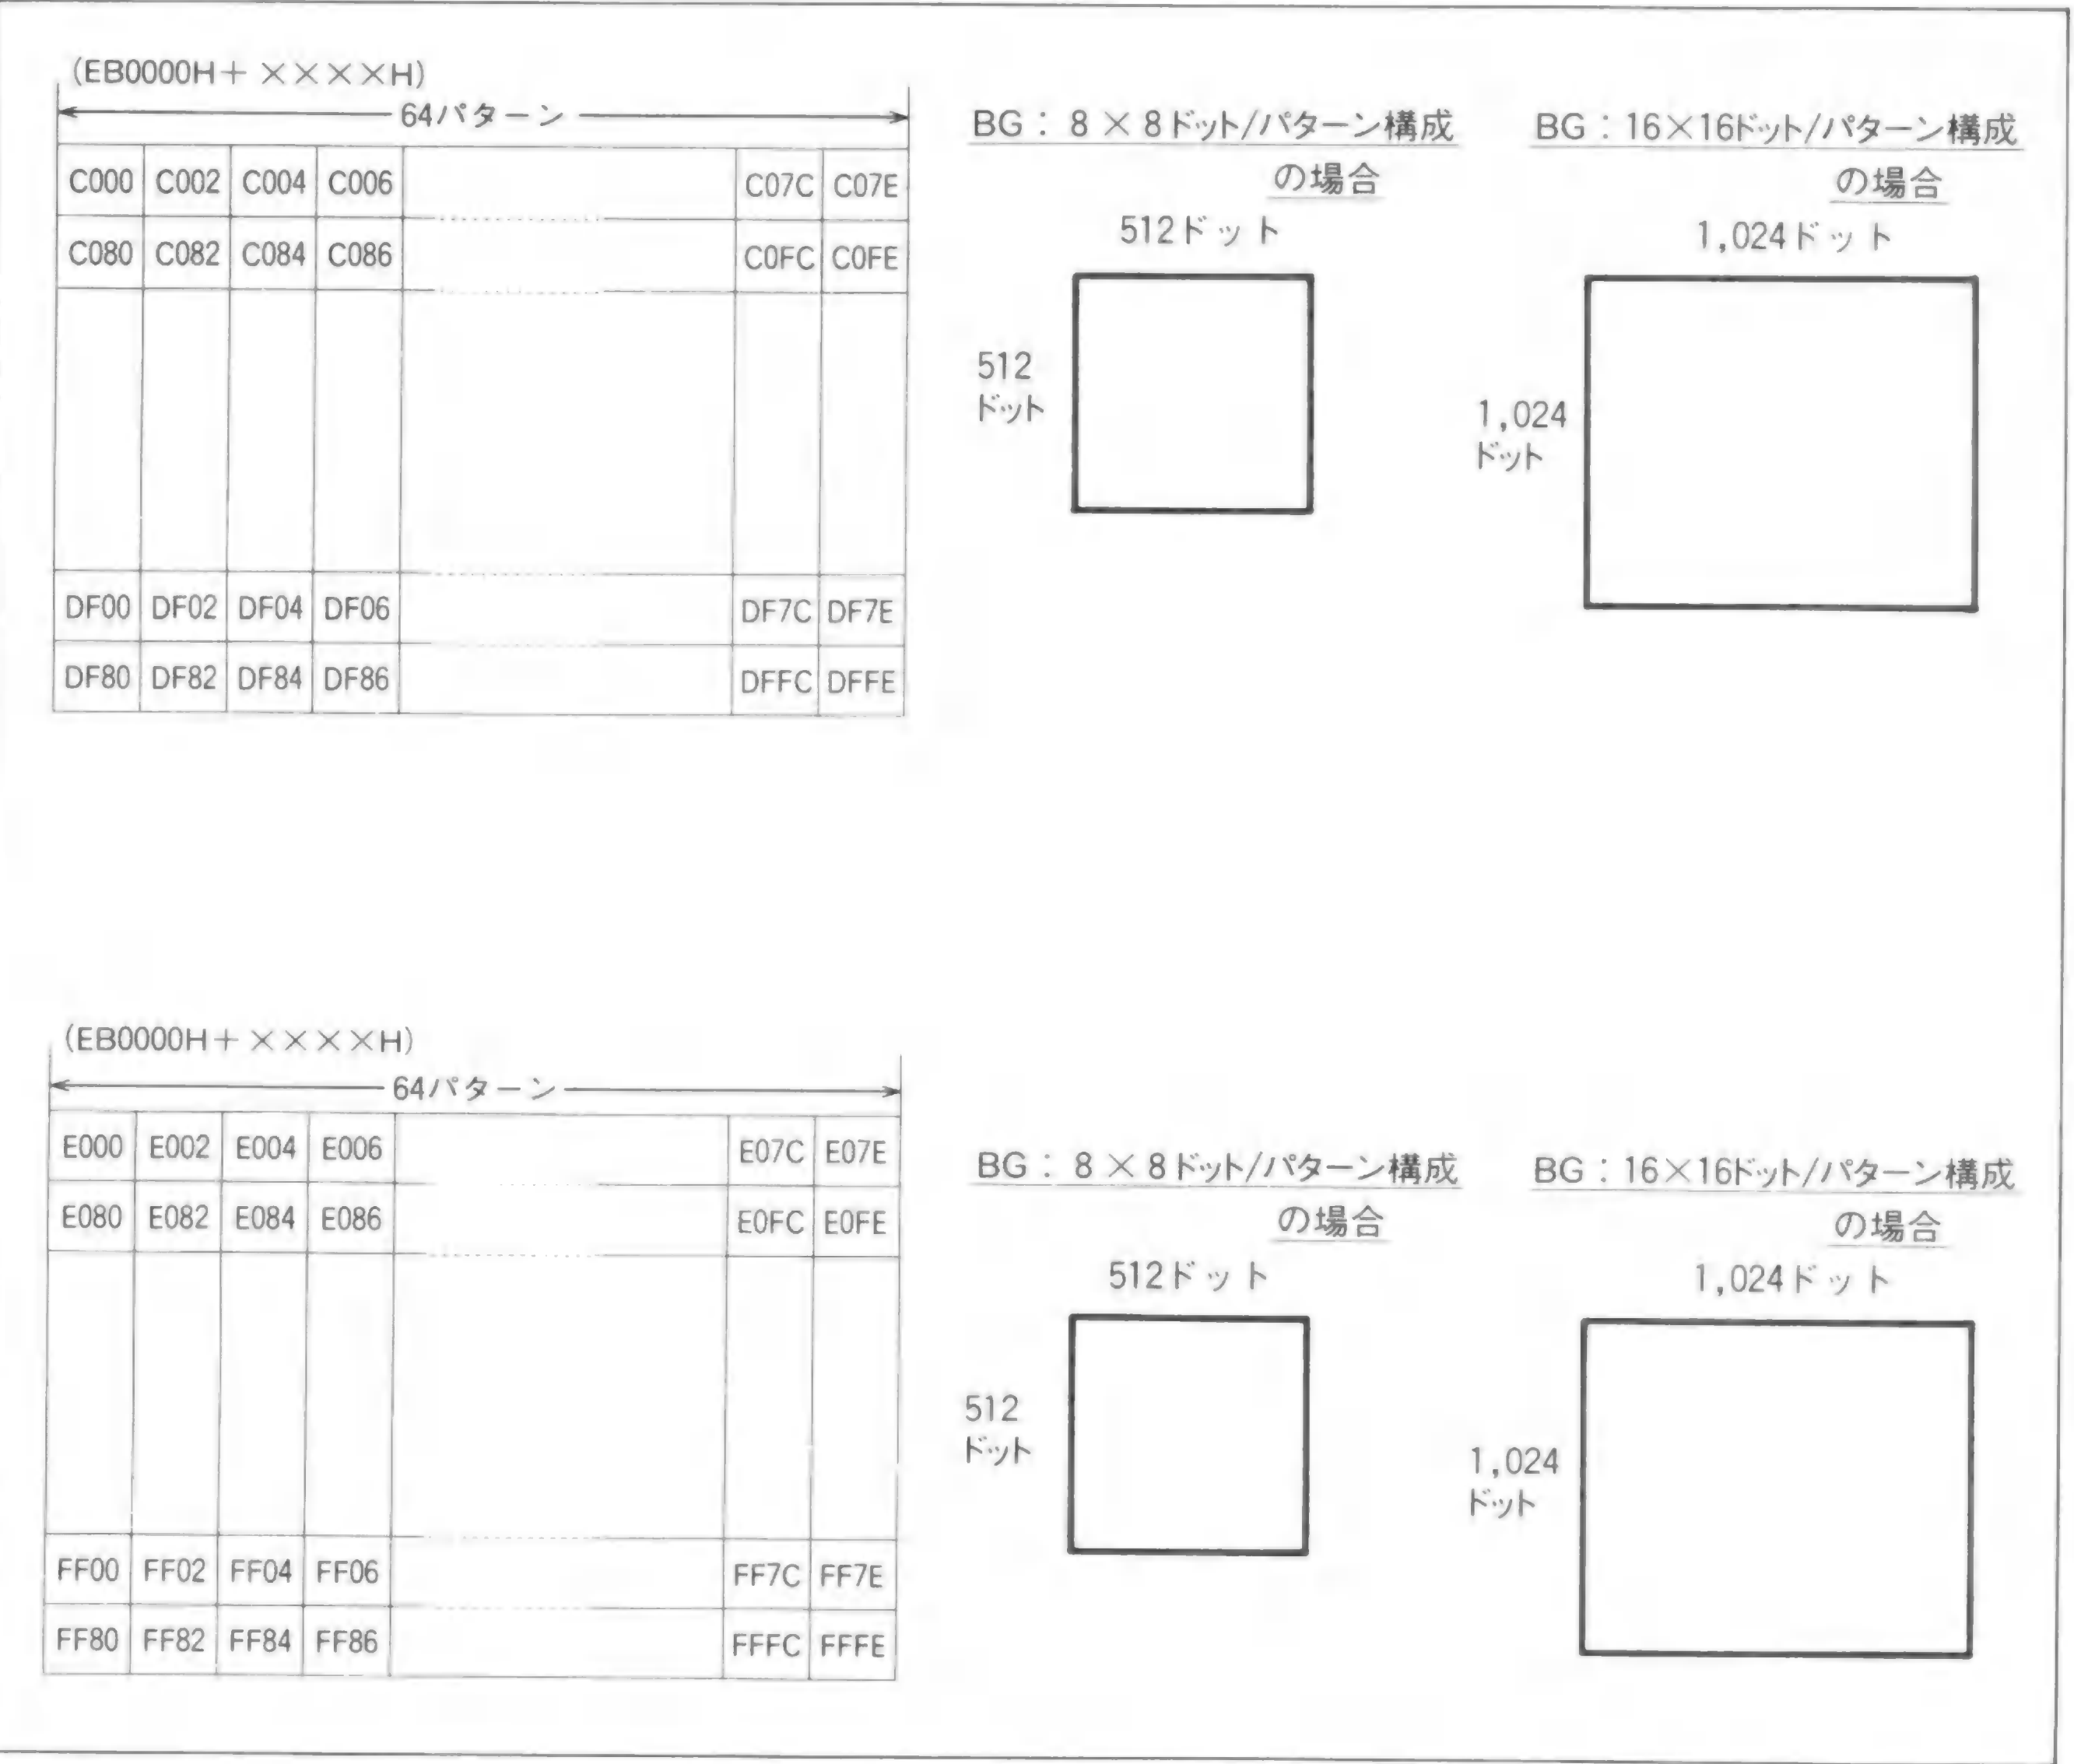 (EB0000H+××××H)
64パターン
C000 C002 C004 C006 C07C C07E
C080 C082 C084 C086 C0FC C0FE
DF00 DF02 DF04 DF06 DF7C DF7E
DF80 DF82 DF84 DF86 DFFC DFFE
BG：8×8ドット/パターン構成
の場合
512ドット
512
ドット
BG：16×16ドット/パターン構成
の場合
1,024ドット
1,024
ドット
(EB0000H+××××H)
64パターン
E000 E002 E004 E006 E07C E07E
E080 E082 E084 E086 E0FC E0FE
FF00 FF02 FF04 FF06 FF7C FF7E
FF80 FF82 FF84 FF86 FFFC FFFE
BG：8×8ドット/パターン構成
の場合
512ドット
512
ドット
BG：16×16ドット/パターン構成
の場合
1,024ドット
1,024
ドット